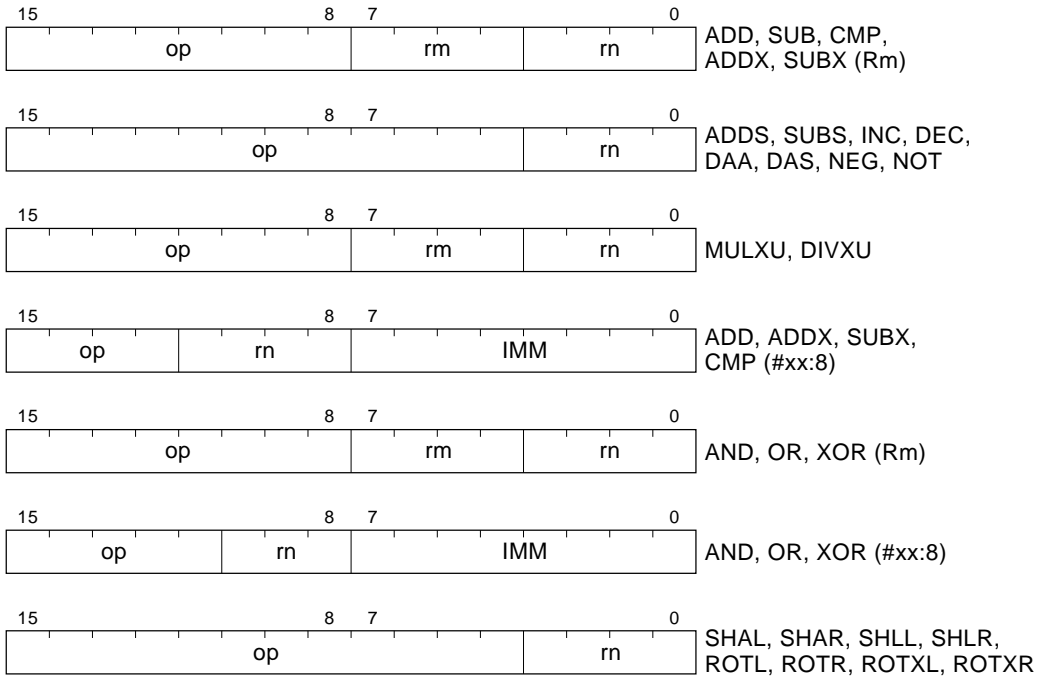 15 8 7 0
op rm rn
ADD, SUB, CMP,
ADDX, SUBX (Rm)
15 8 7 0
op rn
ADDS, SUBS, INC, DEC,
DAA, DAS, NEG, NOT
15 8 7 0
op rm rn MULXU, DIVXU
15 8 7 0
op rn IMM
ADD, ADDX, SUBX,
CMP (#xx:8)
15 8 7 0
op rm rn AND, OR, XOR (Rm)
15 8 7 0
op rn IMM AND, OR, XOR (#xx:8)
15 8 7 0
op rn
SHAL, SHAR, SHLL, SHLR,
ROTL, ROTR, ROTXL, ROTXR